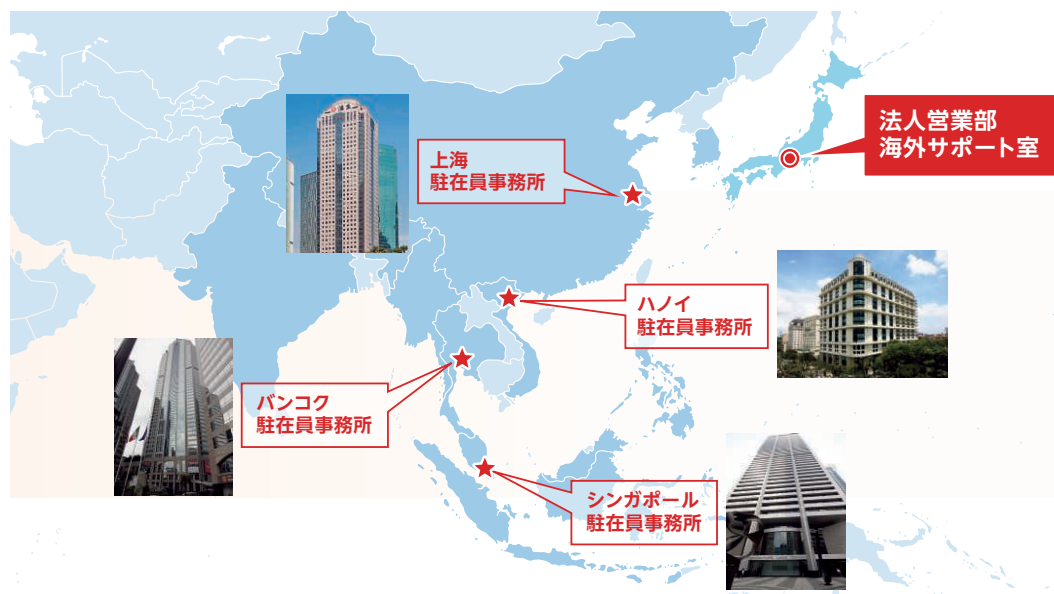 法人営業部
海外サポート室
上海
駐在員事務所
ハノイ
駐在員事務所
バンコク
駐在員事務所
シンガポール
駐在員事務所